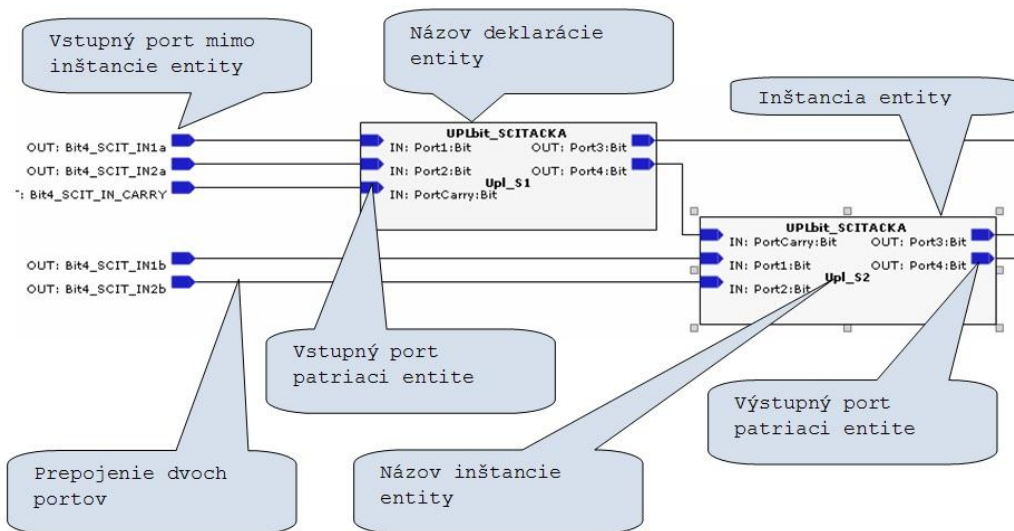 Vstupný port mimo
inštancie entity
Názov deklarácie
entity
Inštancia entity
OUT: Bit4_SCIT_IN1a
OUT: Bit4_SCIT_IN2a
: Bit4_SCIT_IN_CARRY
OUT: Bit4_SCIT_IN1b
OUT: Bit4_SCIT_IN2b
UPLbit_SCITACKA
IN: Port1:Bit OUT: Port3:Bit
IN: Port2:Bit OUT: Port4:Bit
Upl_S1
IN: PortCarry:Bit
UPLbit_SCITACKA
IN: PortCarry:Bit OUT: Port3:Bit
IN: Port1:Bit OUT: Port4:Bit
Upl_S2
IN: Port2:Bit
Vstupný port
patriaci entite
Výstupný port
patriaci entite
Prepojenie dvoch
portov
Názov inštancie
entity